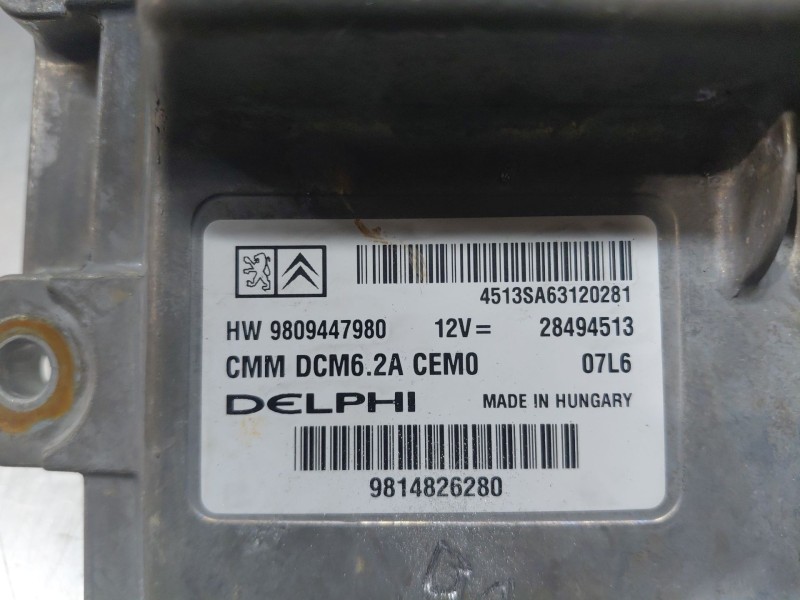 4513SA63120281
HW 9809447980 12V= 28494513
CMM DCM6.2A CEM0 07L6
DELPHI MADE IN HUNGARY
9814826280